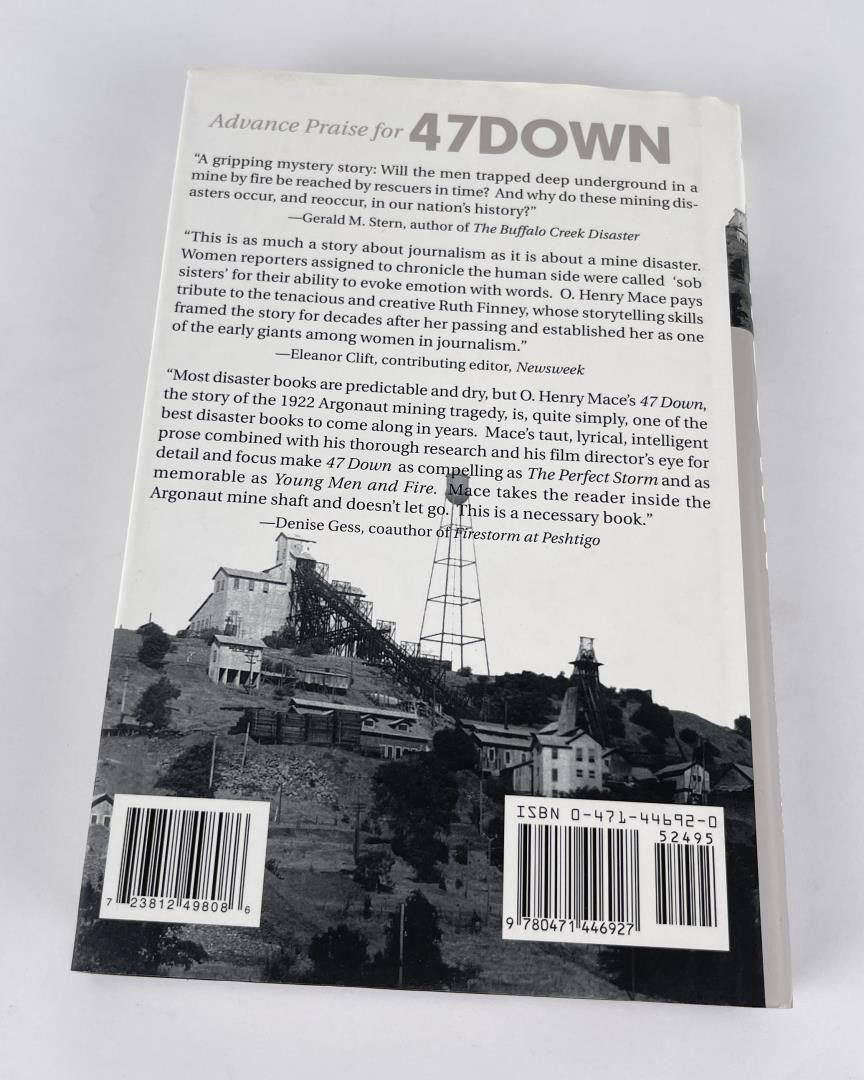 Advance Praise for 47DOWN
“A gripping mystery story: Will the men trapped deep underground in a
mine by fire be reached by rescuers in time? And why do these mining dis-
asters occur, and reoccur, in our nation’s history?”
—Gerald M. Stern, author of The Buffalo Creek Disaster
“This is as much a story about journalism as it is about a mine disaster.
Women reporters assigned to chronicle the human side were called ‘sob
sisters’ for their ability to evoke emotion with words. O. Henry Mace pays
tribute to the tenacious and creative Ruth Finney, whose storytelling skills
framed the story for decades after her passing and established her as one
of the early giants among women in journalism.”
—Eleanor Clift, contributing editor, Newsweek
“Most disaster books are predictable and dry, but O. Henry Mace’s 47 Down,
the story of the 1922 Argonaut mining tragedy, is, quite simply, one of the
best disaster books to come along in years. Mace’s taut, lyrical, intelligent
prose combined with his thorough research and his film director’s eye for
detail and focus make 47 Down as compelling as The Perfect Storm and as
memorable as Young Men and Fire. Mace takes the reader inside the
Argonaut mine shaft and doesn’t let go. This is a necessary book.”
—Denise Gess, coauthor of Firestorm at Peshtigo
7 23812 49808 6
ISBN 0-471-44692-0
52495
9 780471 446927